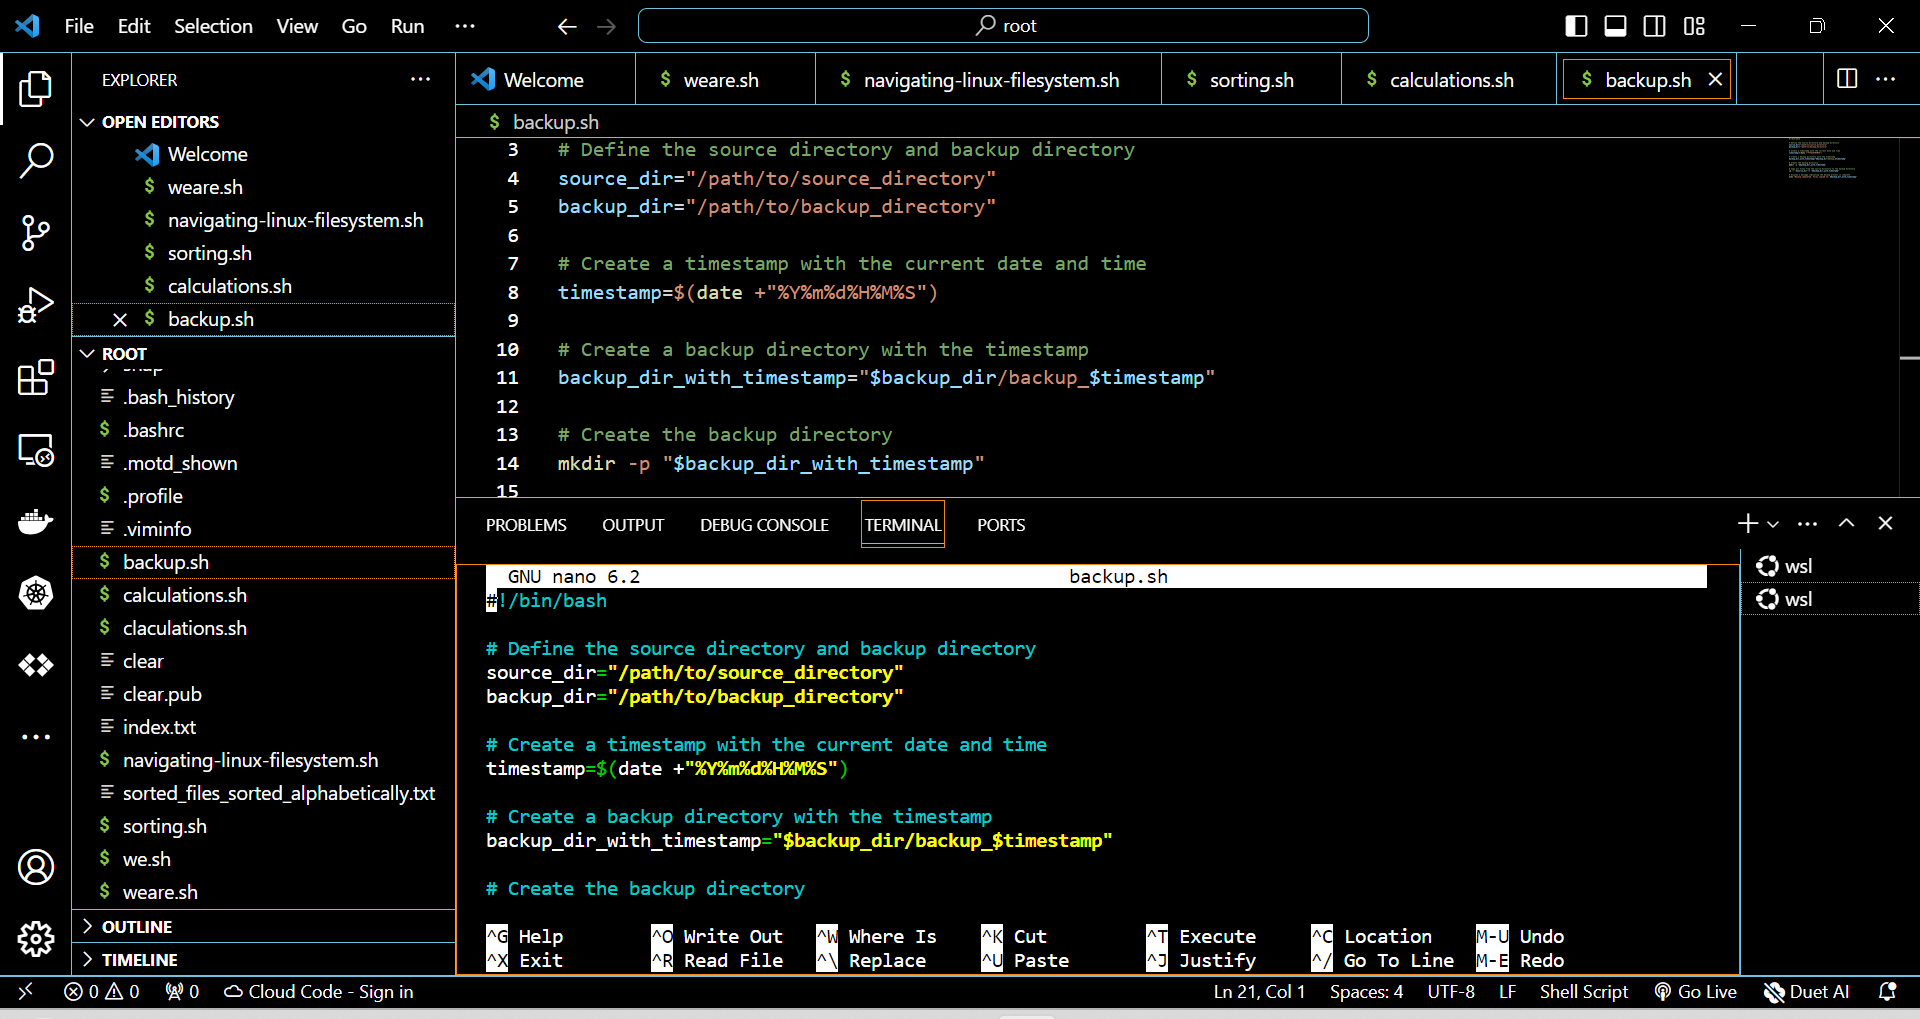 File Edit Selection View Go Run ···
root
EXPLORER
OPEN EDITORS
Welcome
weare.sh
navigating-linux-filesystem.sh
sorting.sh
calculations.sh
backup.sh
ROOT
.bash_history
.bashrc
.motd_shown
.profile
.viminfo
backup.sh
calculations.sh
claculations.sh
clear
clear.pub
index.txt
navigating-linux-filesystem.sh
sorted_files_sorted_alphabetically.txt
sorting.sh
we.sh
weare.sh
OUTLINE
TIMELINE
Welcome $ weare.sh $ navigating-linux-filesystem.sh $ sorting.sh $ calculations.sh $ backup.sh
$ backup.sh
3 # Define the source directory and backup directory
4 source_dir="/path/to/source_directory"
5 backup_dir="/path/to/backup_directory"
6
7 # Create a timestamp with the current date and time
8 timestamp=$(date +"%Y%m%d%H%M%S")
9
10 # Create a backup directory with the timestamp
11 backup_dir_with_timestamp="$backup_dir/backup_$timestamp"
12
13 # Create the backup directory
14 mkdir -p "$backup_dir_with_timestamp"
15
PROBLEMS OUTPUT DEBUG CONSOLE TERMINAL PORTS
wsl
wsl
GNU nano 6.2 backup.sh
#!/bin/bash
# Define the source directory and backup directory
source_dir="/path/to/source_directory"
backup_dir="/path/to/backup_directory"
# Create a timestamp with the current date and time
timestamp=$(date +"%Y%m%d%H%M%S")
# Create a backup directory with the timestamp
backup_dir_with_timestamp="$backup_dir/backup_$timestamp"
# Create the backup directory
^G Help ^O Write Out ^W Where Is ^K Cut ^T Execute ^C Location M-U Undo
^X Exit ^R Read File ^\ Replace ^U Paste ^J Justify ^/ Go To Line M-E Redo
0 0 0 Cloud Code - Sign in Ln 21, Col 1 Spaces: 4 UTF-8 LF Shell Script Go Live Duet AI